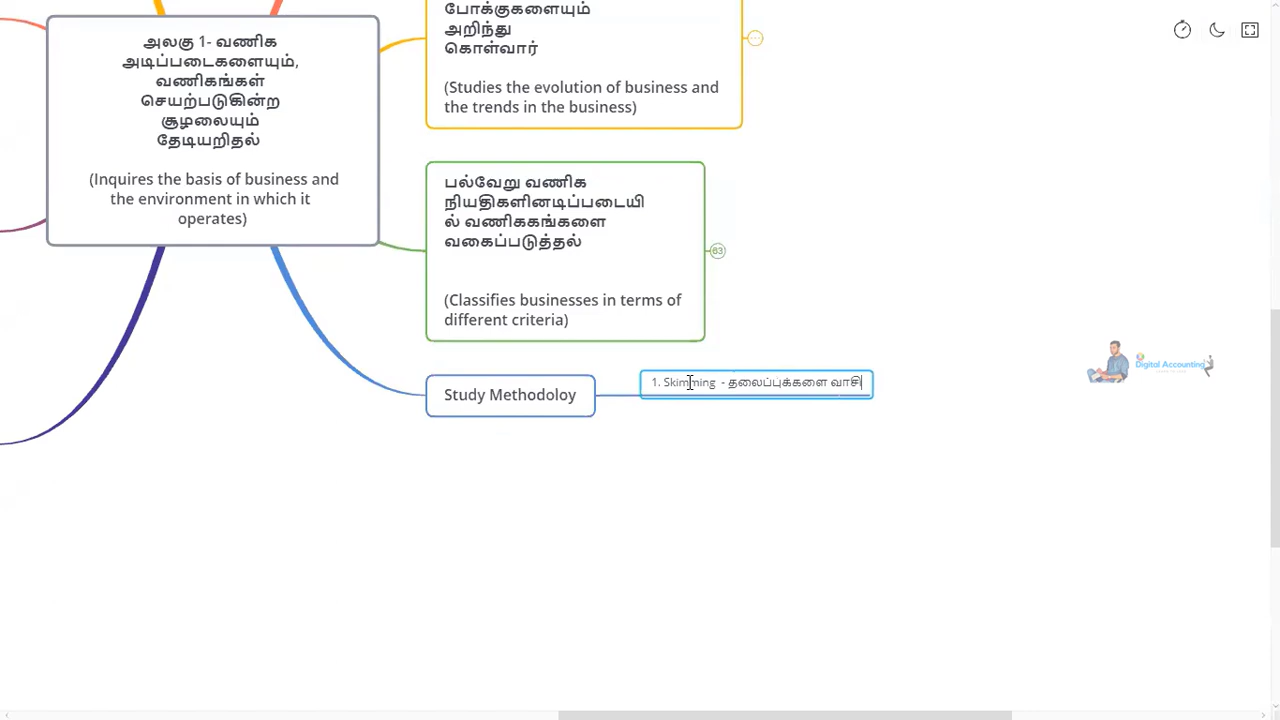 அலகு 1- வணிக
அடிப்படைகளையும்,
வணிகங்கள்
செயற்படுகின்ற
சூழலையும்
தேடியறிதல்
(Inquires the basis of business and
the environment in which it
operates)
போக்குகளையும்
அறிந்து
கொள்வார்
(Studies the evolution of business and
the trends in the business)
பல்வேறு வணிக
நியதிகளினடிப்படையி
ல் வணிககங்களை
வகைப்படுத்தல்
(Classifies businesses in terms of
different criteria)
63
Study Methodoloy
1. Skimming - தலைப்புக்களை வாசி
Digital Accounting